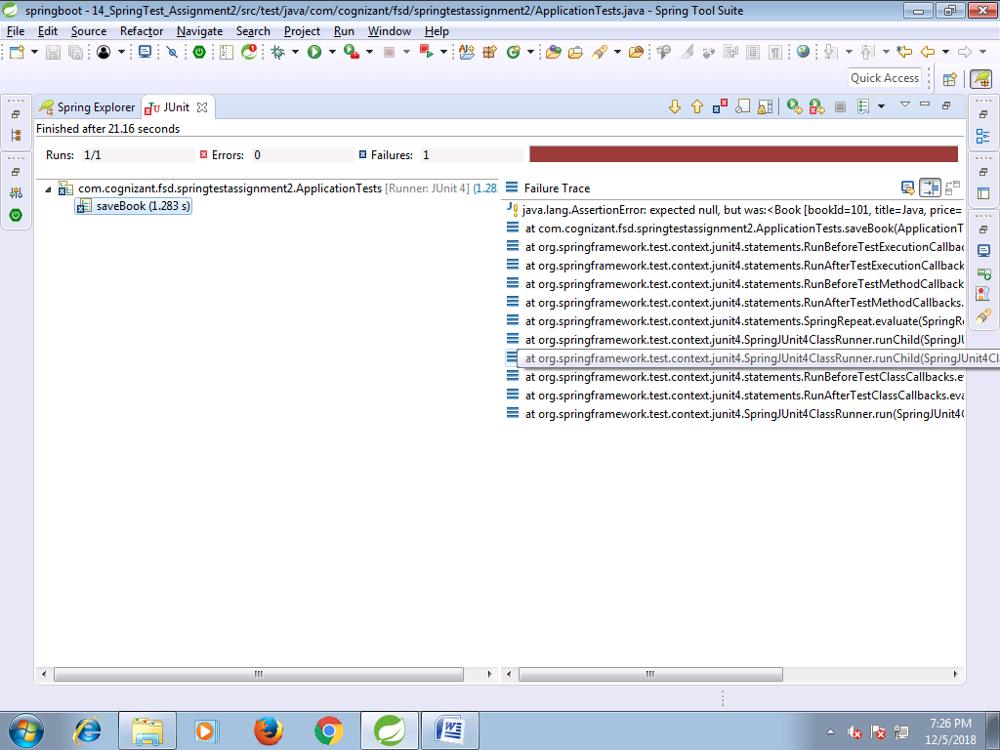 springboot - 14_SpringTest_Assignment2/src/test/java/com/cognizant/fsd/springtestassignment2/ApplicationTests.java - Spring Tool Suite
File Edit Source Refactor Navigate Search Project Run Window Help
Quick Access
Spring Explorer JUnit
Finished after 21.16 seconds
Runs: 1/1 Errors: 0 Failures: 1
com.cognizant.fsd.springtestassignment2.ApplicationTests [Runner: JUnit 4] (1.28
saveBook (1.283 s)
Failure Trace
java.lang.AssertionError: expected null, but was:<Book [bookId=101, title=Java, price=
at com.cognizant.fsd.springtestassignment2.ApplicationTests.saveBook(ApplicationT
at org.springframework.test.context.junit4.statements.RunBeforeTestExecutionCallbac
at org.springframework.test.context.junit4.statements.RunAfterTestExecutionCallback
at org.springframework.test.context.junit4.statements.RunBeforeTestMethodCallback
at org.springframework.test.context.junit4.statements.RunAfterTestMethodCallbacks.
at org.springframework.test.context.junit4.statements.SpringRepeat.evaluate(SpringRe
at org.springframework.test.context.junit4.SpringJUnit4ClassRunner.runChild(SpringJU
at org.springframework.test.context.junit4.SpringJUnit4ClassRunner.runChild(SpringJUnit4Cl
at org.springframework.test.context.junit4.statements.RunBeforeTestClassCallbacks.ev
at org.springframework.test.context.junit4.statements.RunAfterTestClassCallbacks.eva
at org.springframework.test.context.junit4.SpringJUnit4ClassRunner.run(SpringJUnit4C
7:26 PM
12/5/2018